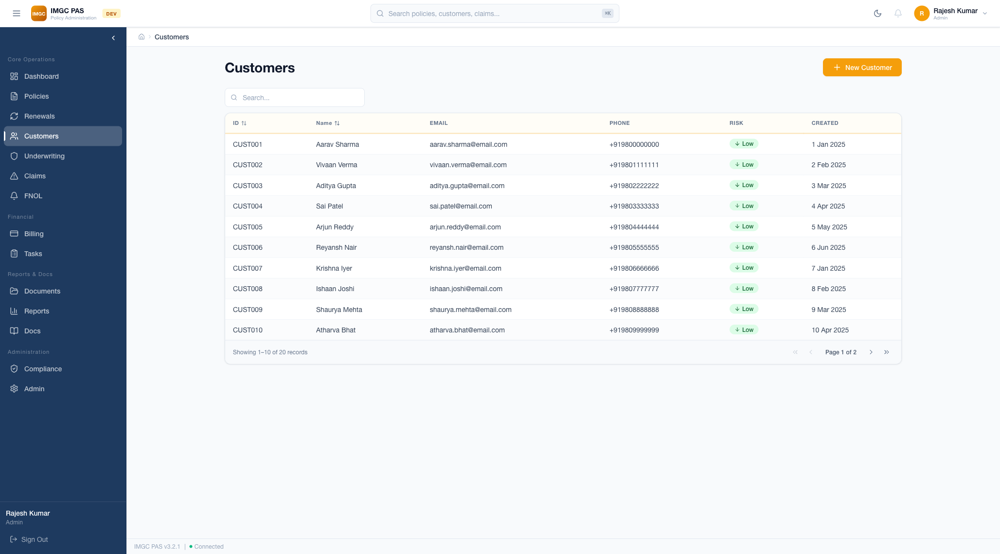 IMGC
IMGC PAS
Policy Administration
DEV
Search policies, customers, claims...
⌘K
R
Rajesh Kumar
Admin
Core Operations
Dashboard
Policies
Renewals
Customers
Underwriting
Claims
FNOL
Financial
Billing
Tasks
Reports & Docs
Documents
Reports
Docs
Administration
Compliance
Admin
Rajesh Kumar
Admin
Sign Out
Customers
Customers
New Customer
Search...
ID Name EMAIL PHONE RISK CREATED
CUST001 Aarav Sharma aarav.sharma@email.com +919800000000 Low 1 Jan 2025
CUST002 Vivaan Verma vivaan.verma@email.com +919801111111 Low 2 Feb 2025
CUST003 Aditya Gupta aditya.gupta@email.com +919802222222 Low 3 Mar 2025
CUST004 Sai Patel sai.patel@email.com +919803333333 Low 4 Apr 2025
CUST005 Arjun Reddy arjun.reddy@email.com +919804444444 Low 5 May 2025
CUST006 Reyansh Nair reyansh.nair@email.com +919805555555 Low 6 Jun 2025
CUST007 Krishna Iyer krishna.iyer@email.com +919806666666 Low 7 Jan 2025
CUST008 Ishaan Joshi ishaan.joshi@email.com +919807777777 Low 8 Feb 2025
CUST009 Shaurya Mehta shaurya.mehta@email.com +919808888888 Low 9 Mar 2025
CUST010 Atharva Bhat atharva.bhat@email.com +919809999999 Low 10 Apr 2025
Showing 1–10 of 20 records
Page 1 of 2
IMGC PAS v3.2.1 | Connected